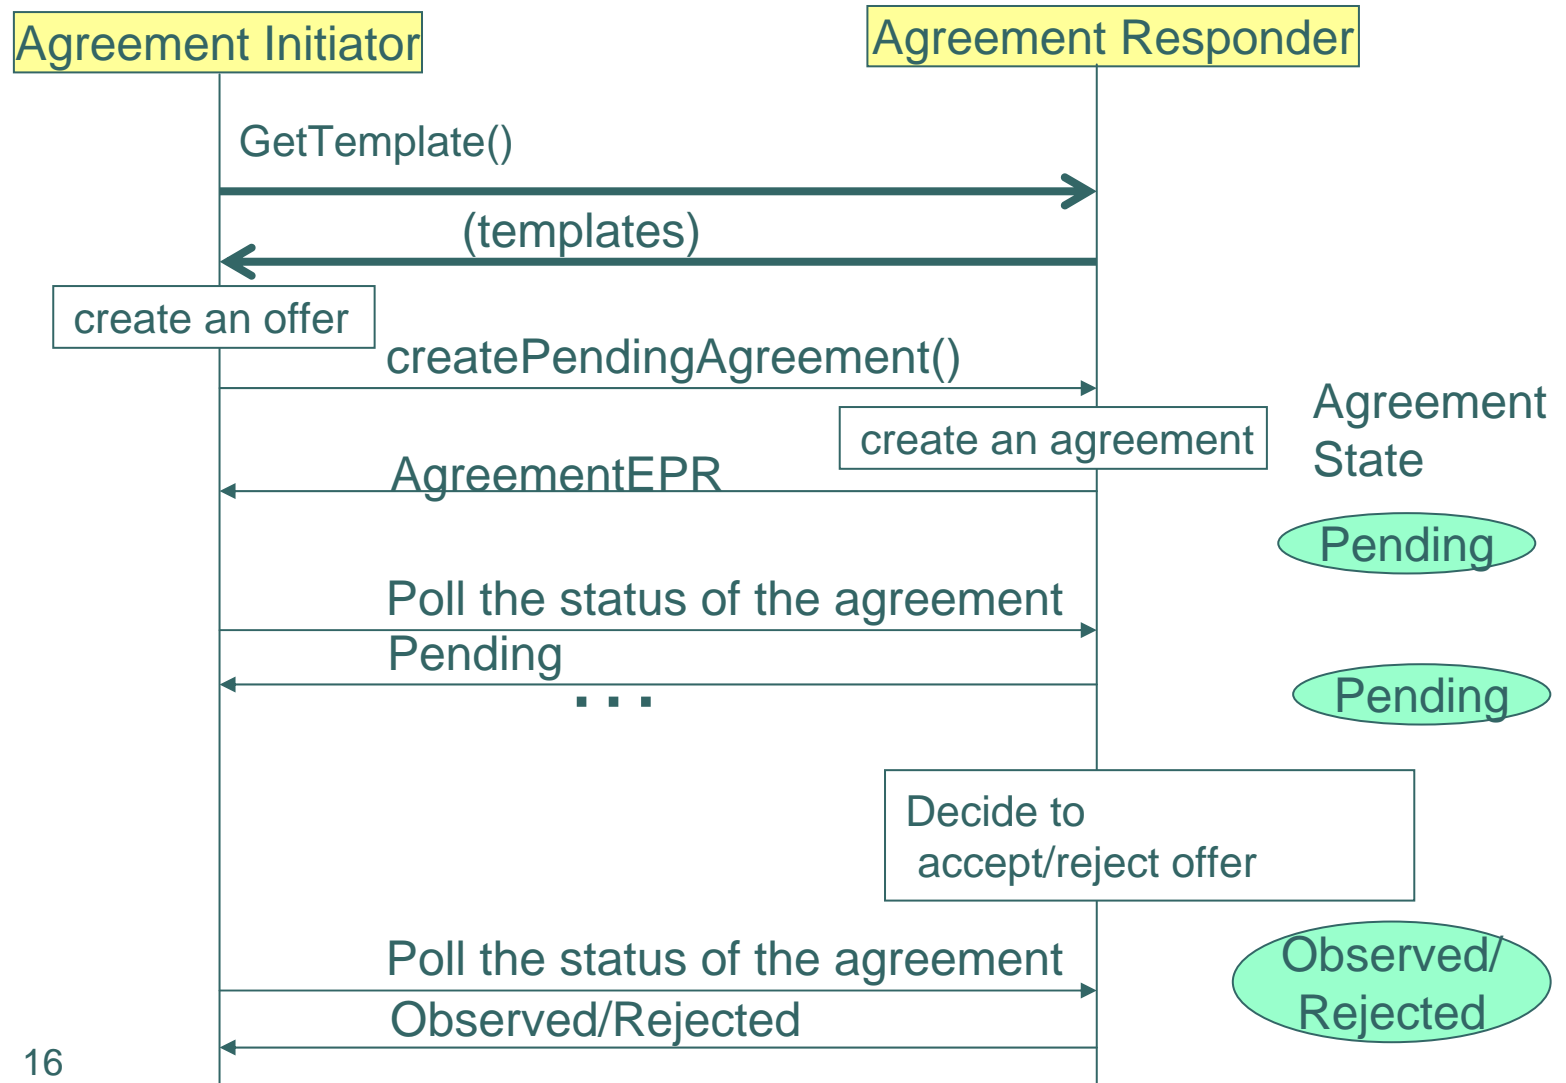 Agreement Initiator
Agreement Responder
GetTemplate()
(templates)
create an offer
createPendingAgreement()
create an agreement
Agreement
State
AgreementEPR
Pending
Poll the status of the agreement
Pending
. . .
Pending
Decide to
accept/reject offer
Poll the status of the agreement
Observed/
Rejected
Observed/Rejected
16